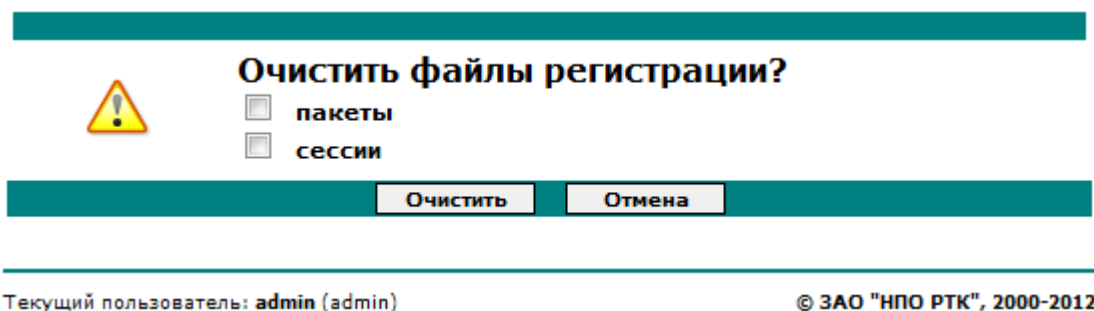 Очистить файлы регистрации?
пакеты
сессии
Очистить Отмена
Текущий пользователь: admin (admin) © ЗАО "НПО РТК", 2000-2012